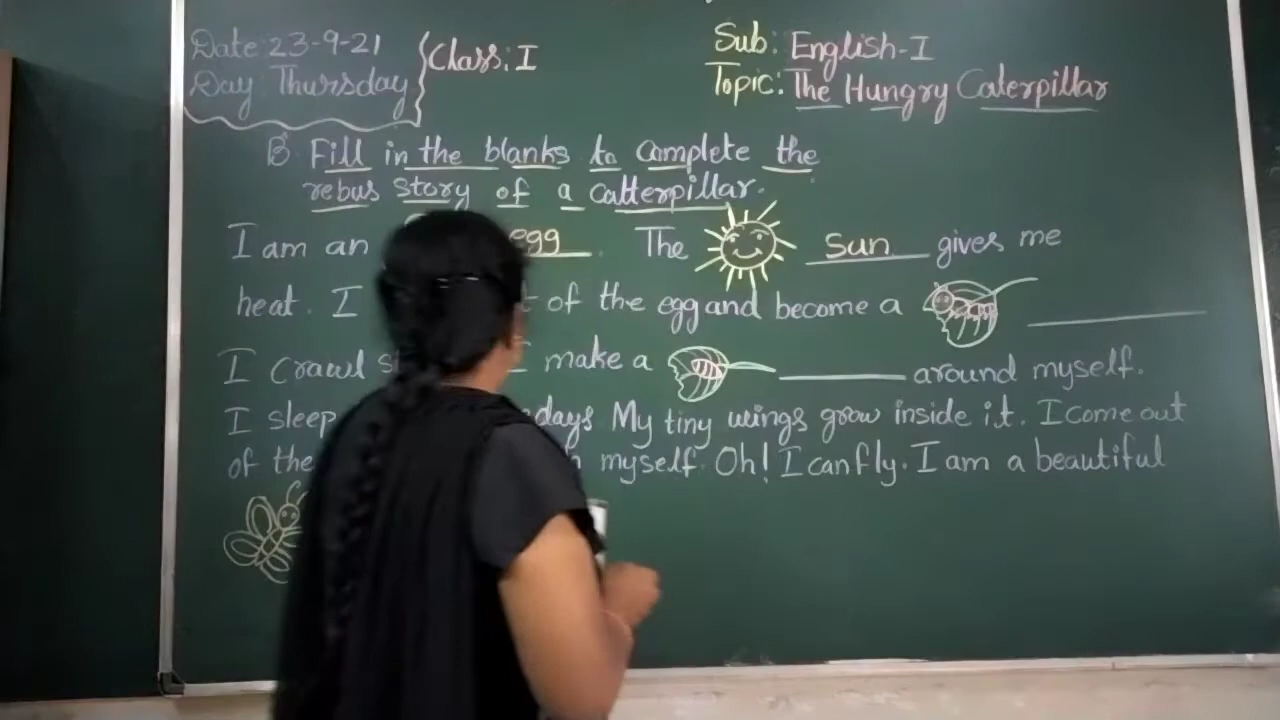 Date: 23-9-21
Day: Thursday
Class: I
Sub: English-I
Topic: The Hungry Caterpillar
B. Fill in the blanks to complete the
rebus story of a catterpillar.
I am an egg. The Sun gives me
heat. I of the egg and become a
I crawl make a around myself.
I sleep days My tiny wings grow inside it. I come out
of the myself. Oh! I can fly. I am a beautiful